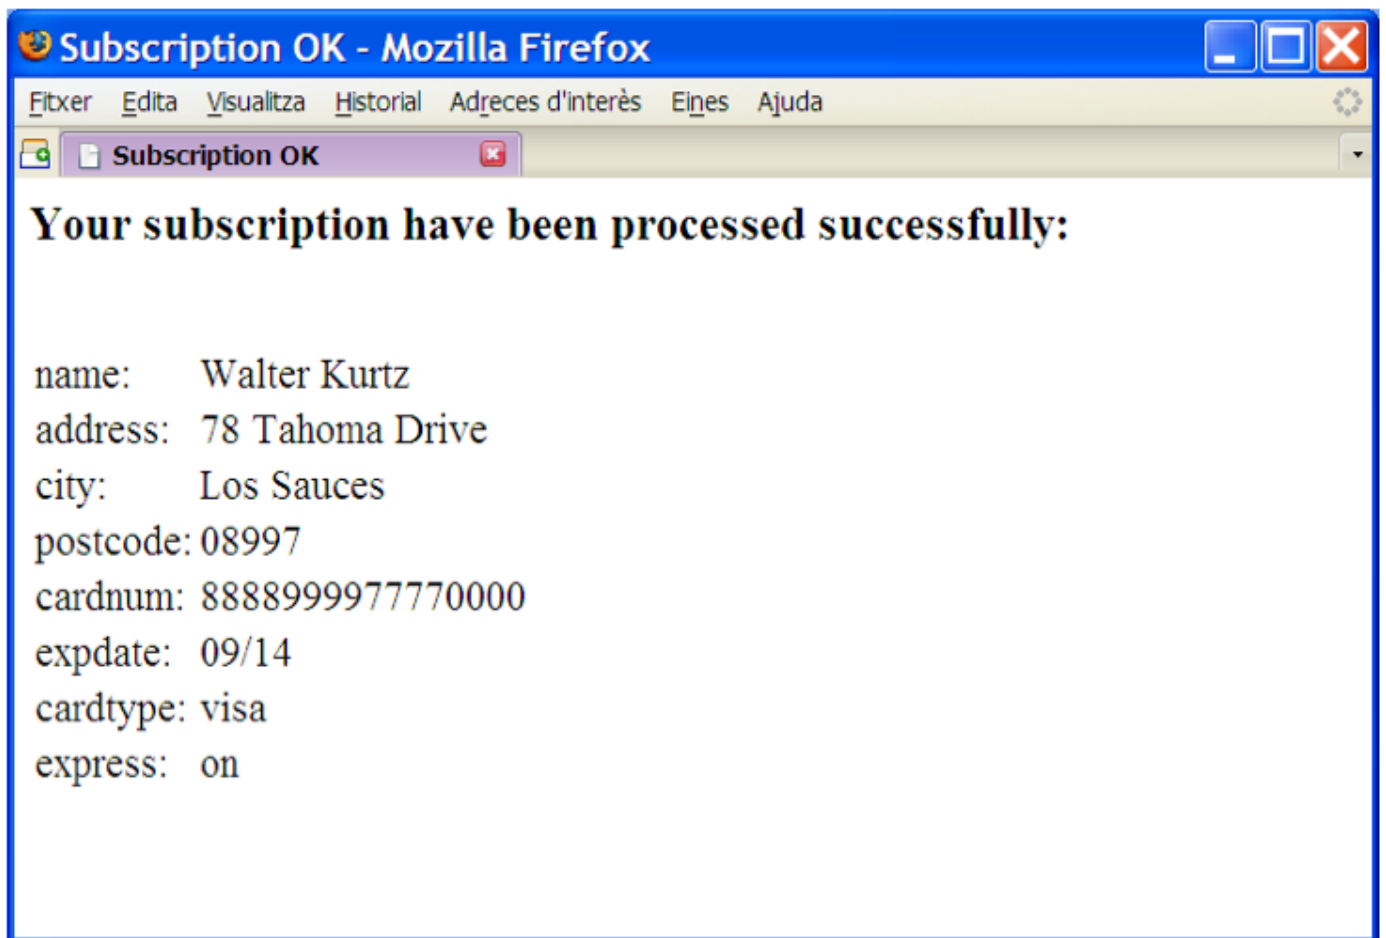 Subscription OK - Mozilla Firefox
Fitxer Edita Visualitza Historial Adreces d'interès Eines Ajuda
Subscription OK
Your subscription have been processed successfully:
name: Walter Kurtz
address: 78 Tahoma Drive
city: Los Sauces
postcode: 08997
cardnum: 8888999977770000
expdate: 09/14
cardtype: visa
express: on